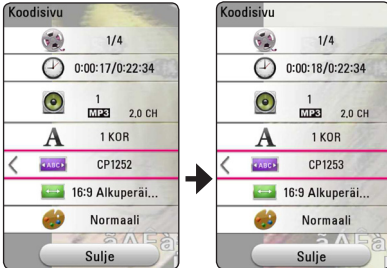 Koodisivu
1/4
0:00:17/0:22:34
1
MP3 2,0 CH
A 1 KOR
ABC CP1252
16:9 Alkuperäi...
Normaali
Sulje
Koodisivu
1/4
0:00:18/0:22:34
1
MP3 2,0 CH
A 1 KOR
ABC CP1253
16:9 Alkuperäi...
Normaali
Sulje